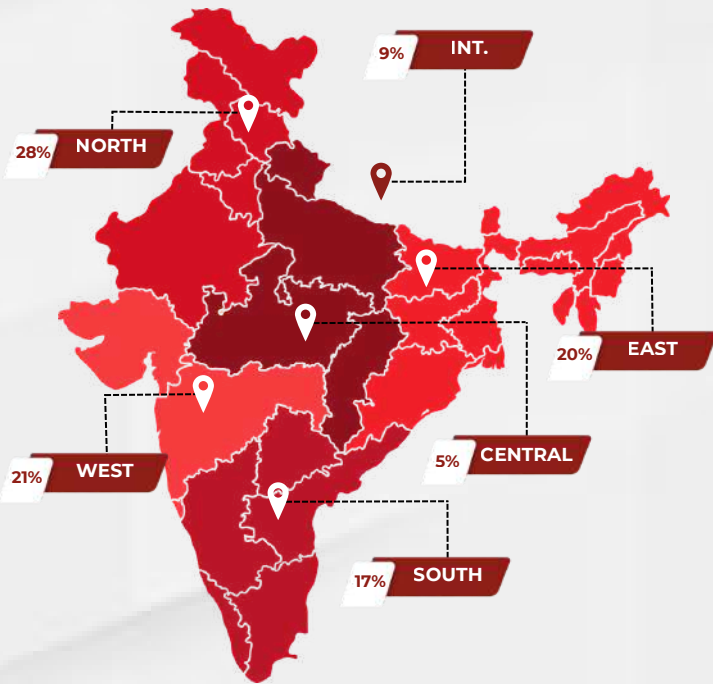 9% INT.
28% NORTH
20% EAST
5% CENTRAL
21% WEST
17% SOUTH